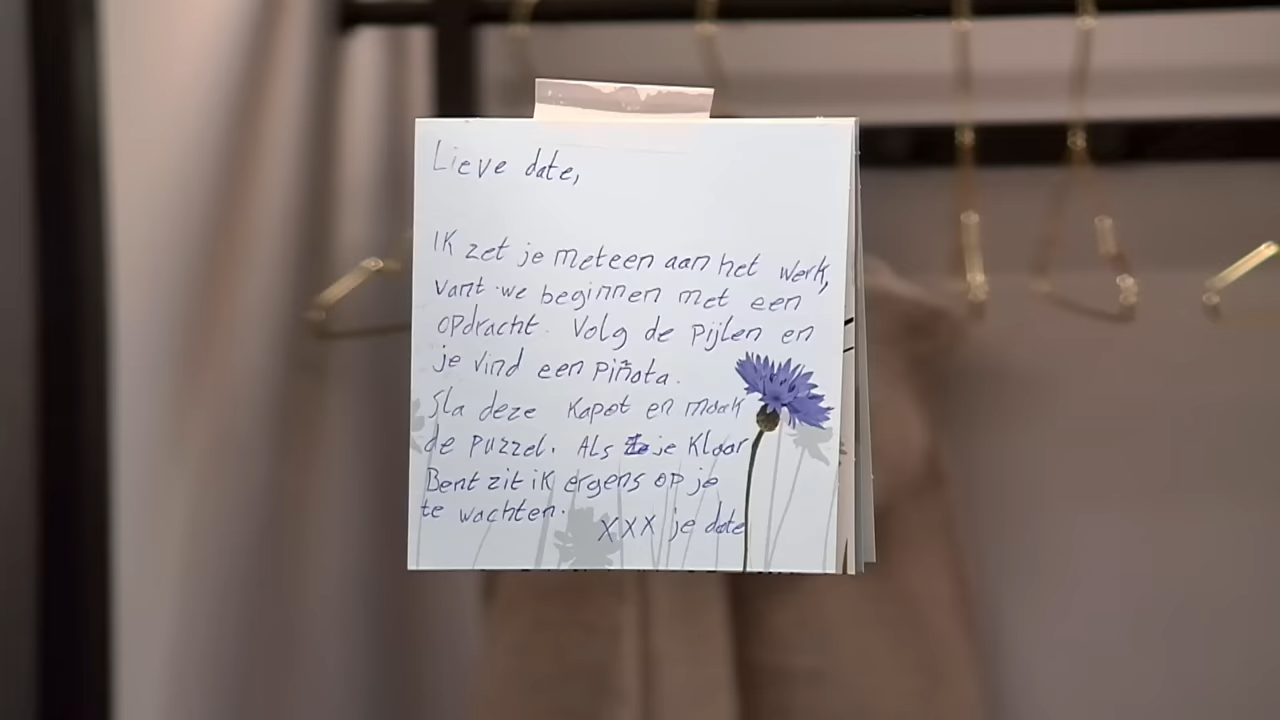 Lieve date,
Ik zet je meteen aan het werk,
want we beginnen met een
opdracht. Volg de pijlen en
je vind een piñata.
Sla deze kapot en maak
de puzzel. Als je klaar
Bent zit ik ergens op je
te wachten.
XXX je date